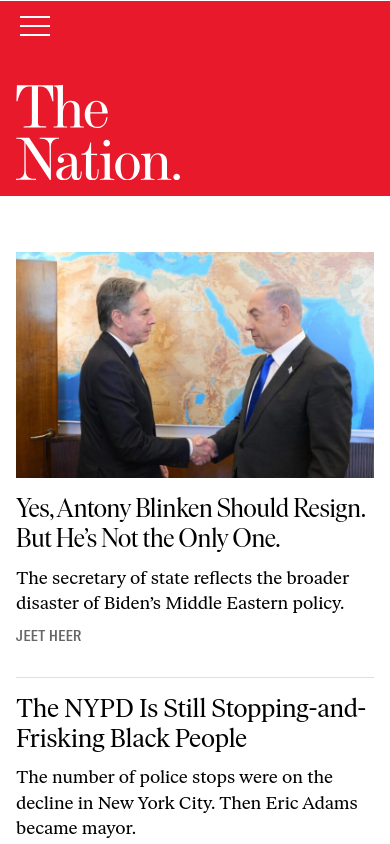 The
Nation.
Yes, Antony Blinken Should Resign.
But He’s Not the Only One.
The secretary of state reflects the broader
disaster of Biden’s Middle Eastern policy.
JEET HEER
The NYPD Is Still Stopping-and-
Frisking Black People
The number of police stops were on the
decline in New York City. Then Eric Adams
became mayor.